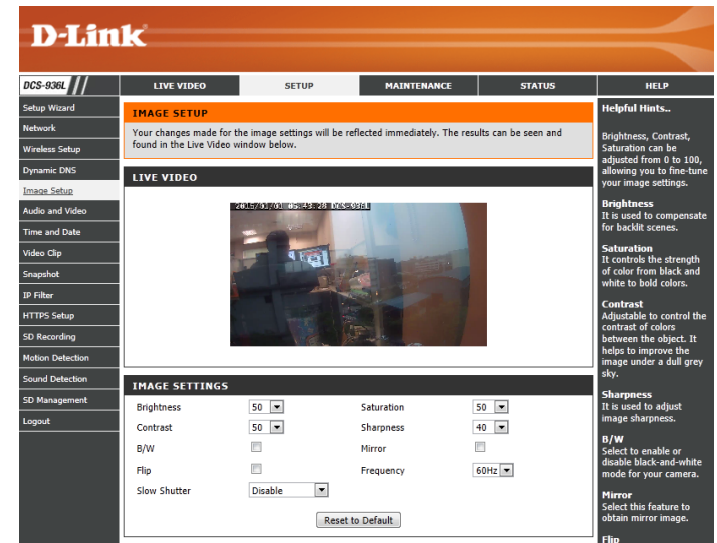 D-Link
DCS-936L
LIVE VIDEO
SETUP
MAINTENANCE
STATUS
HELP
Setup Wizard
Network
Wireless Setup
Dynamic DNS
Image Setup
Audio and Video
Time and Date
Video Clip
Snapshot
IP Filter
HTTPS Setup
SD Recording
Motion Detection
Sound Detection
SD Management
Logout
IMAGE SETUP
Your changes made for the image settings will be reflected immediately. The results can be seen and
found in the Live Video window below.
LIVE VIDEO
DCS-936L
IMAGE SETTINGS
Brightness 50
Saturation 50
Contrast 50
Sharpness 40
B/W
Mirror
Flip
Frequency 60Hz
Slow Shutter Disable
Reset to Default
Helpful Hints..
Brightness, Contrast,
Saturation can be
adjusted from 0 to 100,
allowing you to fine-tune
your image settings.
Brightness
It is used to compensate
for backlit scenes.
Saturation
It controls the strength
of color from black and
white to bold colors.
Contrast
Adjustable to control the
contrast of colors
between the object. It
helps to improve the
image under a dull grey
sky.
Sharpness
It is used to adjust
image sharpness.
B/W
Select to enable or
disable black-and-white
mode for your camera.
Mirror
Select this feature to
obtain mirror image.
Flip